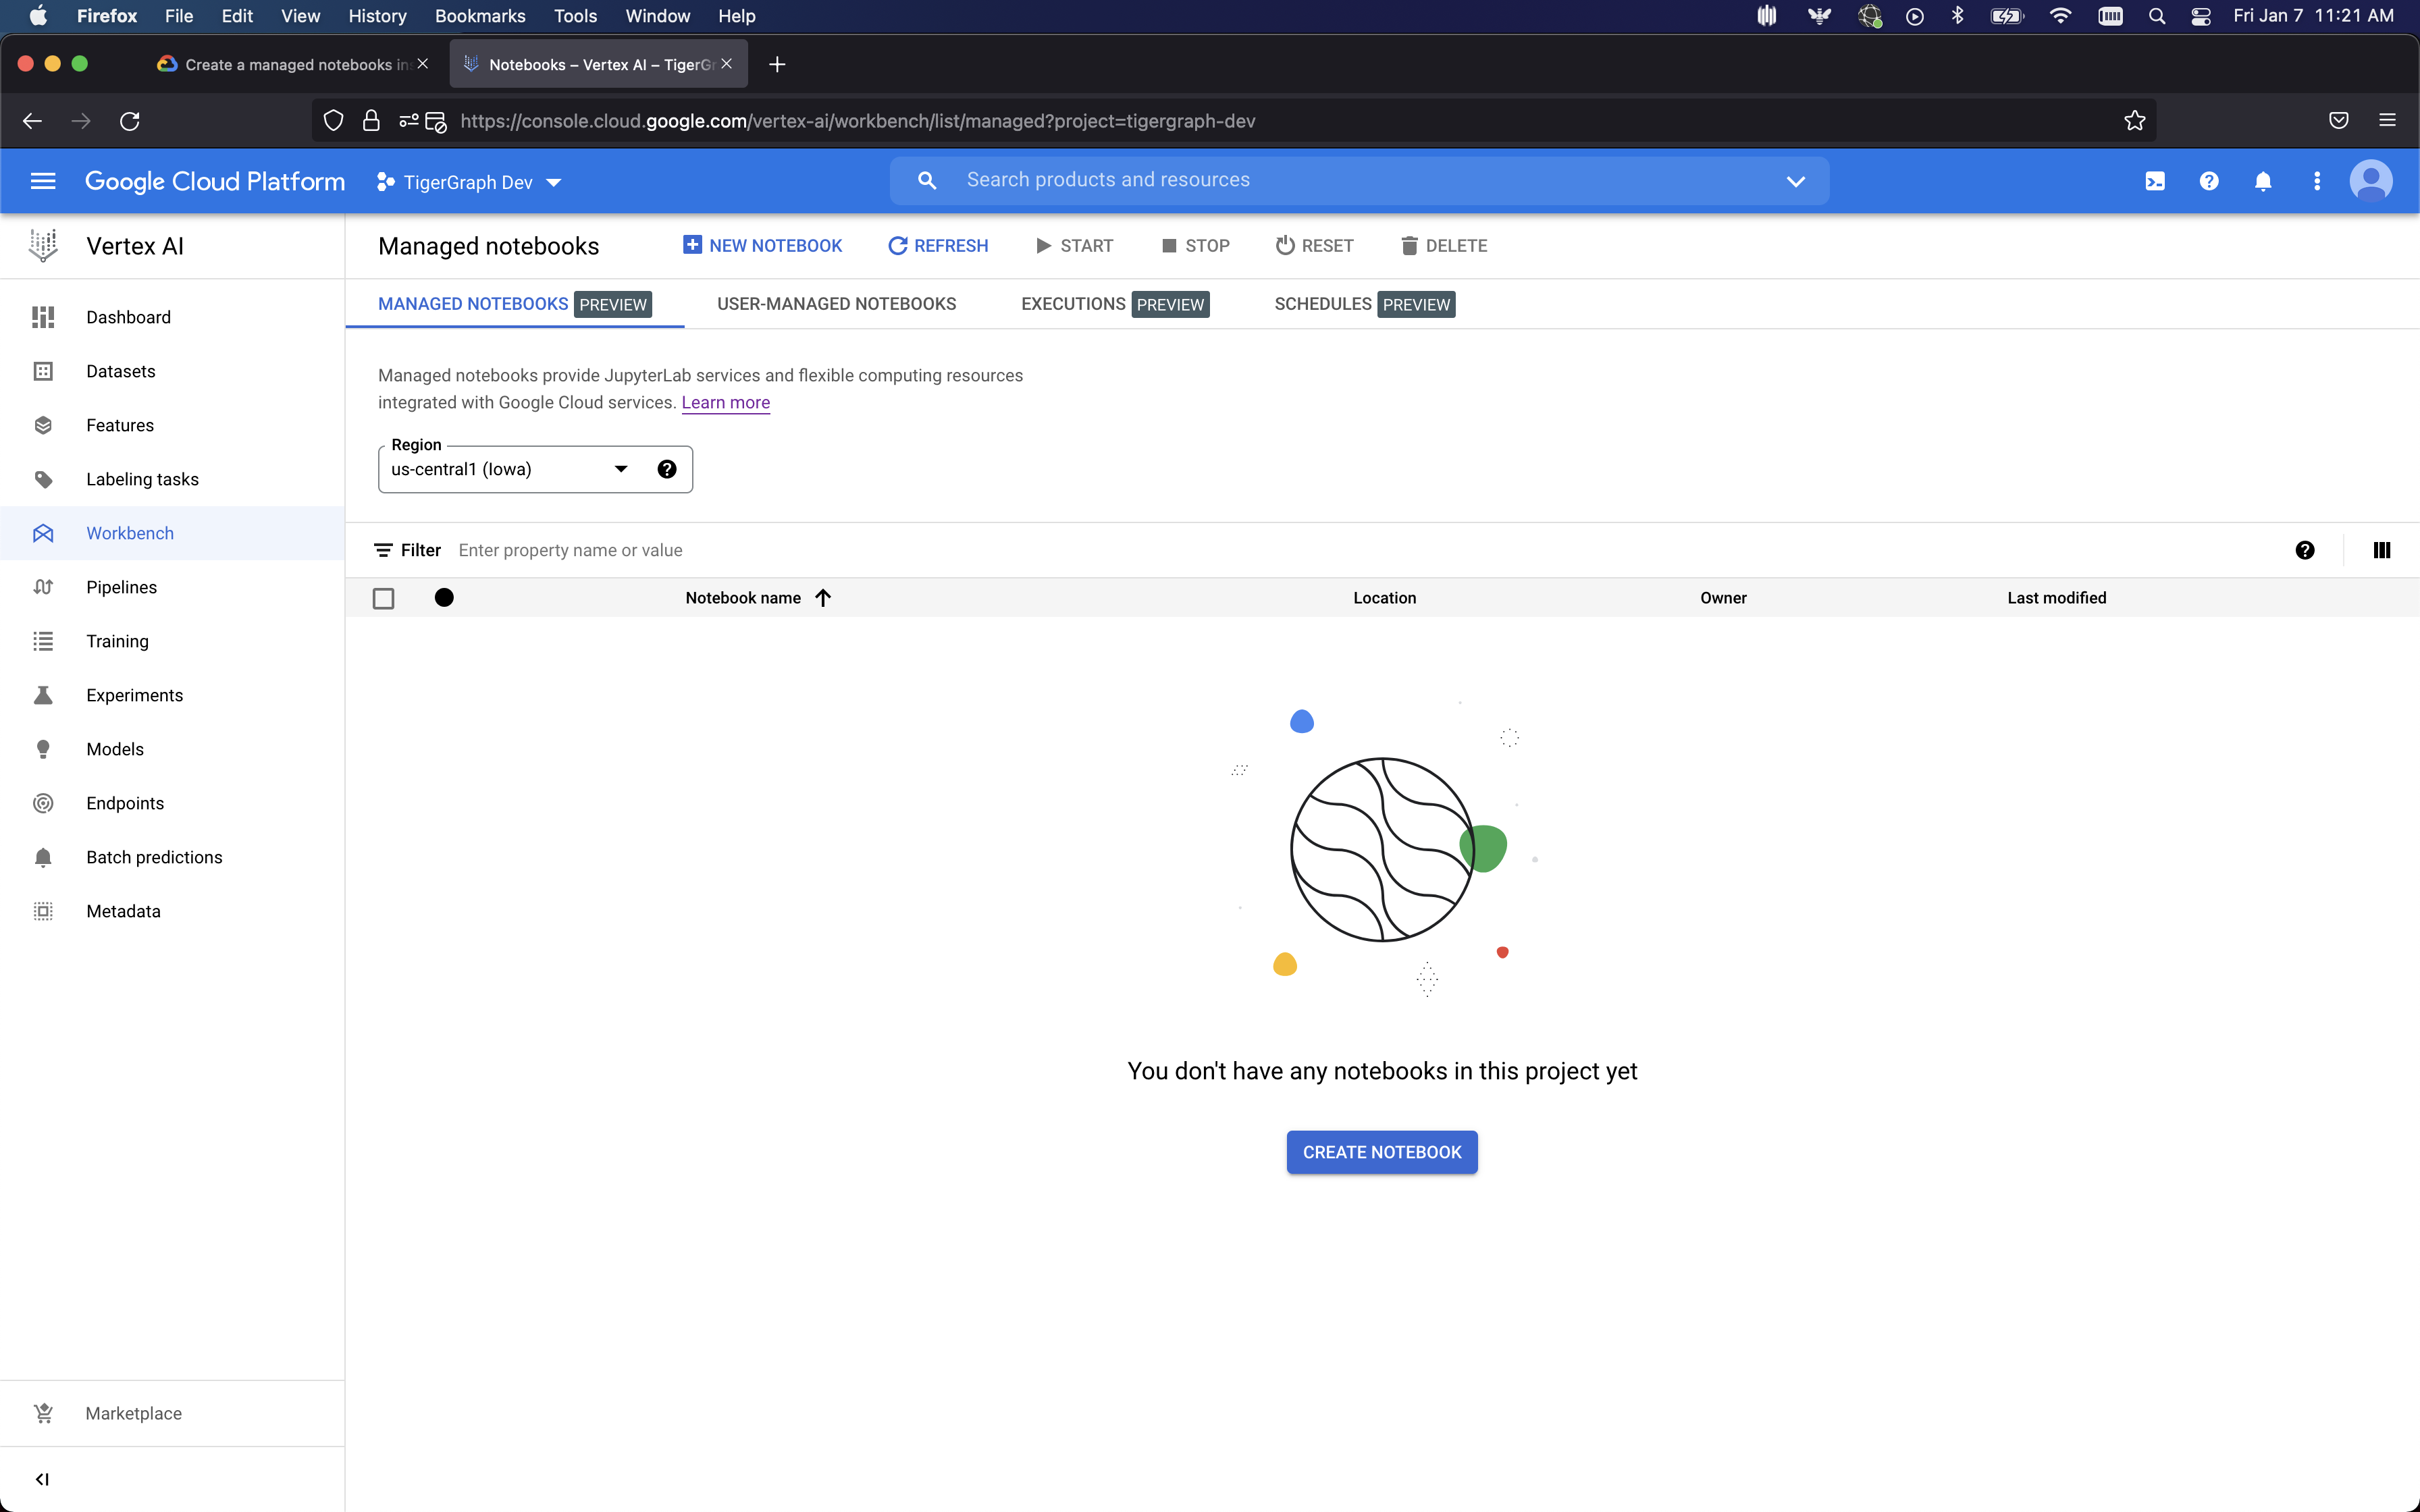 Firefox File Edit View History Bookmarks Tools Window Help Fri Jan 7 11:21 AM
Create a managed notebooks in Notebooks – Vertex AI – TigerGr
https://console.cloud.google.com/vertex-ai/workbench/list/managed?project=tigergraph-dev
Google Cloud Platform TigerGraph Dev Search products and resources
Vertex AI
Dashboard
Datasets
Features
Labeling tasks
Workbench
Pipelines
Training
Experiments
Models
Endpoints
Batch predictions
Metadata
Marketplace
Managed notebooks NEW NOTEBOOK REFRESH START STOP RESET DELETE
MANAGED NOTEBOOKS PREVIEW USER-MANAGED NOTEBOOKS EXECUTIONS PREVIEW SCHEDULES PREVIEW
Managed notebooks provide JupyterLab services and flexible computing resources
integrated with Google Cloud services. Learn more
Region
us-central1 (Iowa)
Filter Enter property name or value
Notebook name Location Owner Last modified
You don't have any notebooks in this project yet
CREATE NOTEBOOK